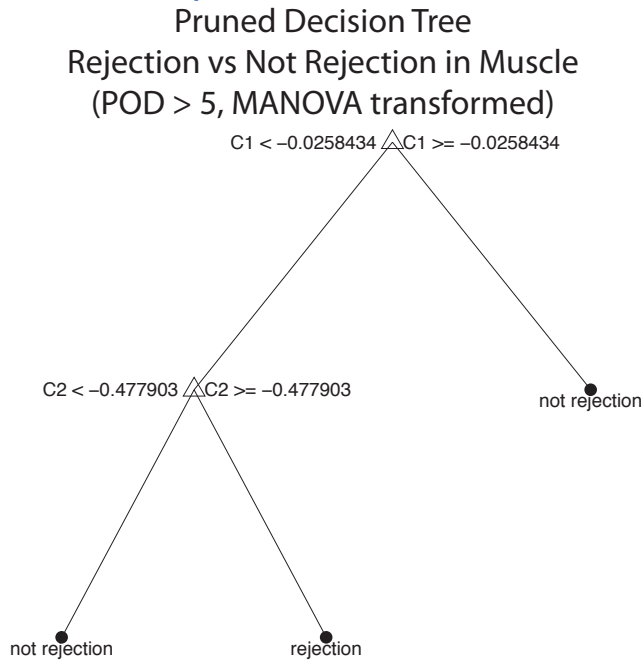 Pruned Decision Tree
Rejection vs Not Rejection in Muscle
(POD > 5, MANOVA transformed)
C1 < −0.0258434 C1 >= −0.0258434
C2 < −0.477903 C2 >= −0.477903
not rejection
not rejection
rejection